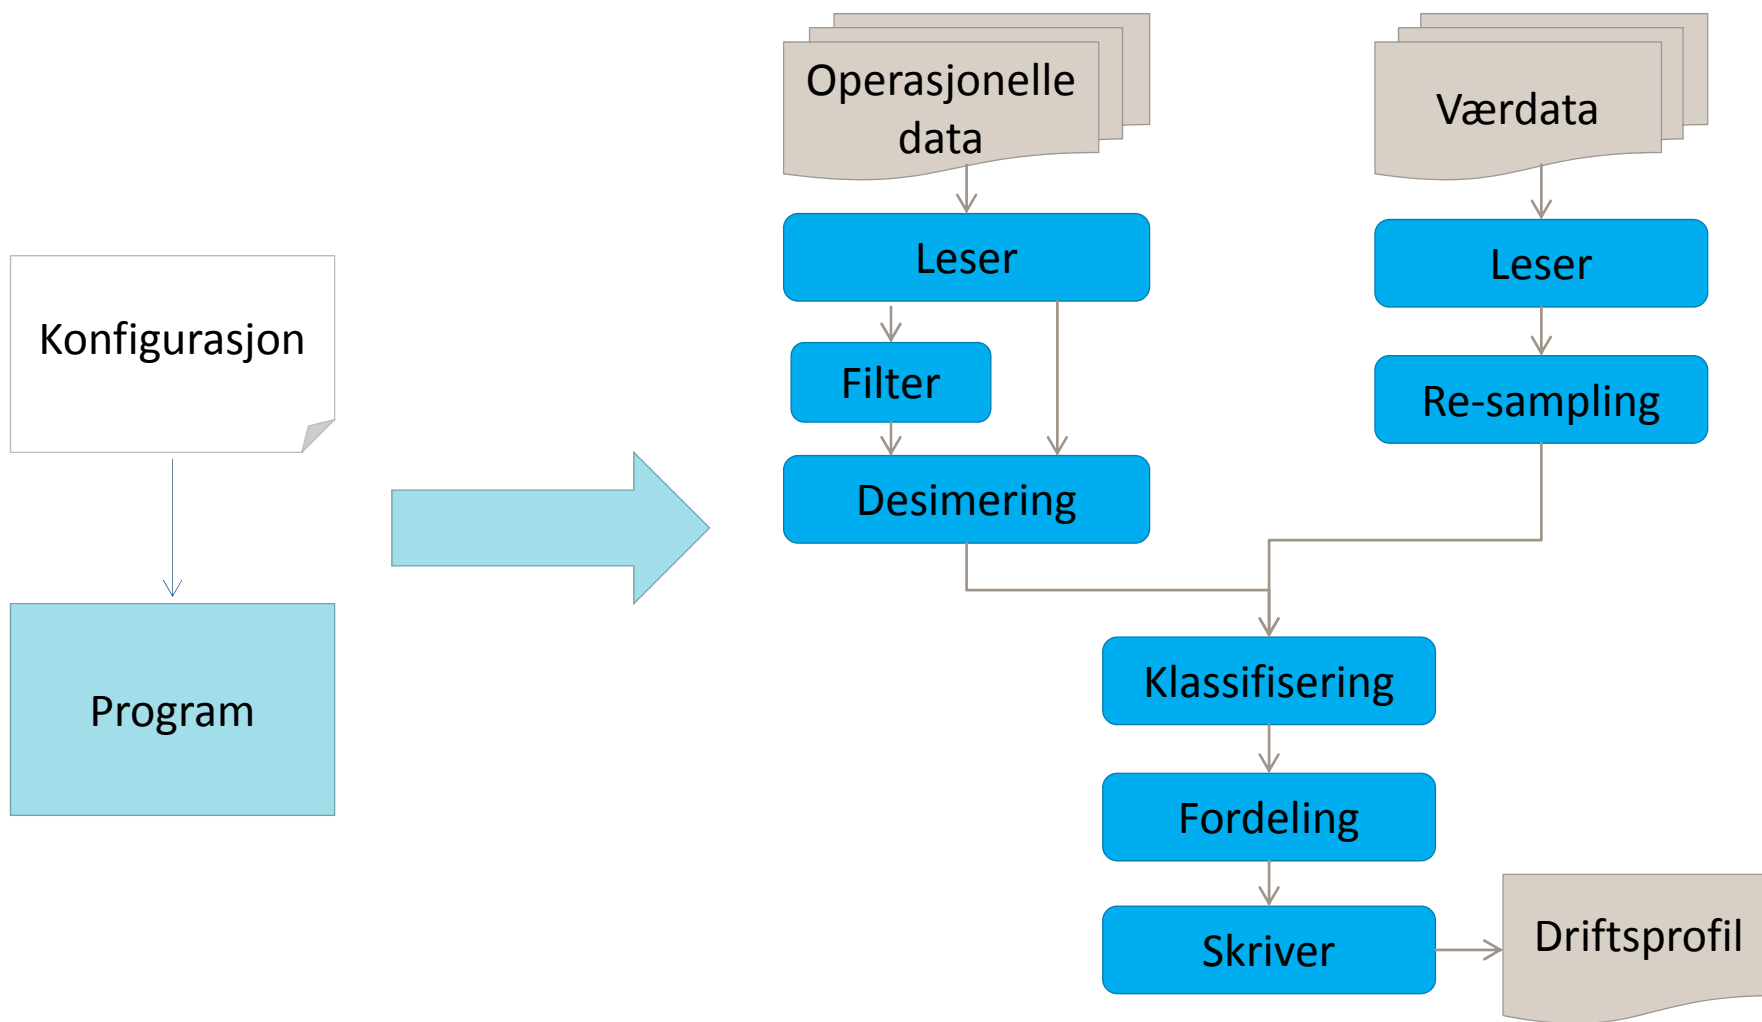 Konfigurasjon
Program
Operasjonelle
data
Leser
Filter
Desimering
Værdata
Leser
Re-sampling
Klassifisering
Fordeling
Skriver
Driftsprofil